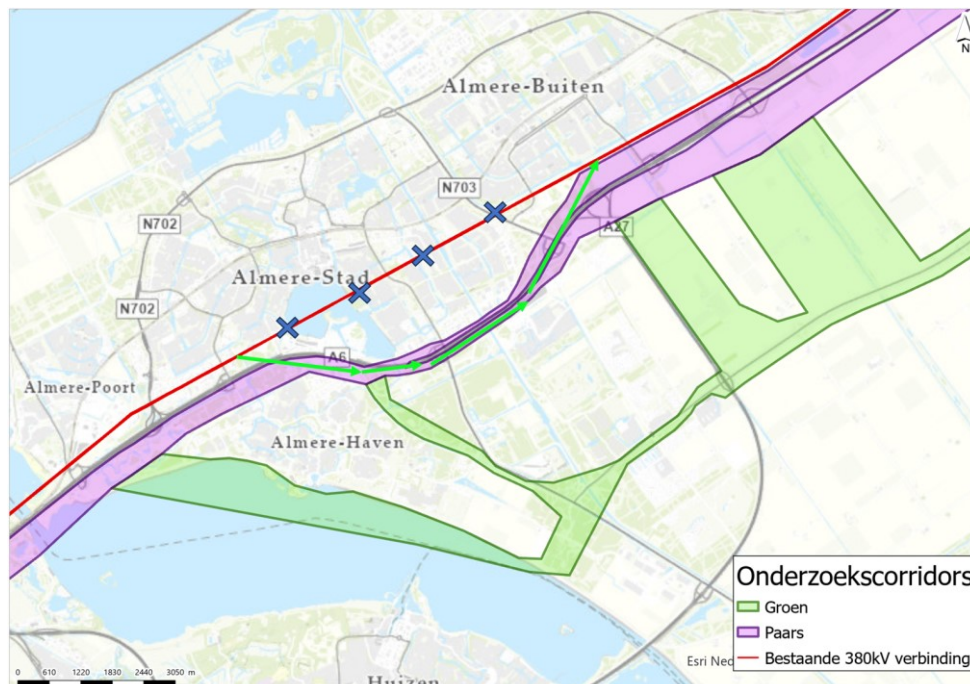 N
Almere-Buiten
N703
N702
A27
Almere-Stad
N702
A6
Almere-Poort
Almere-Haven
Onderzoekscorridors
Groen
Paars
Bestaande 380kV verbinding
Esri Ned
0 610 1220 1830 2440 3050 m
Huizen